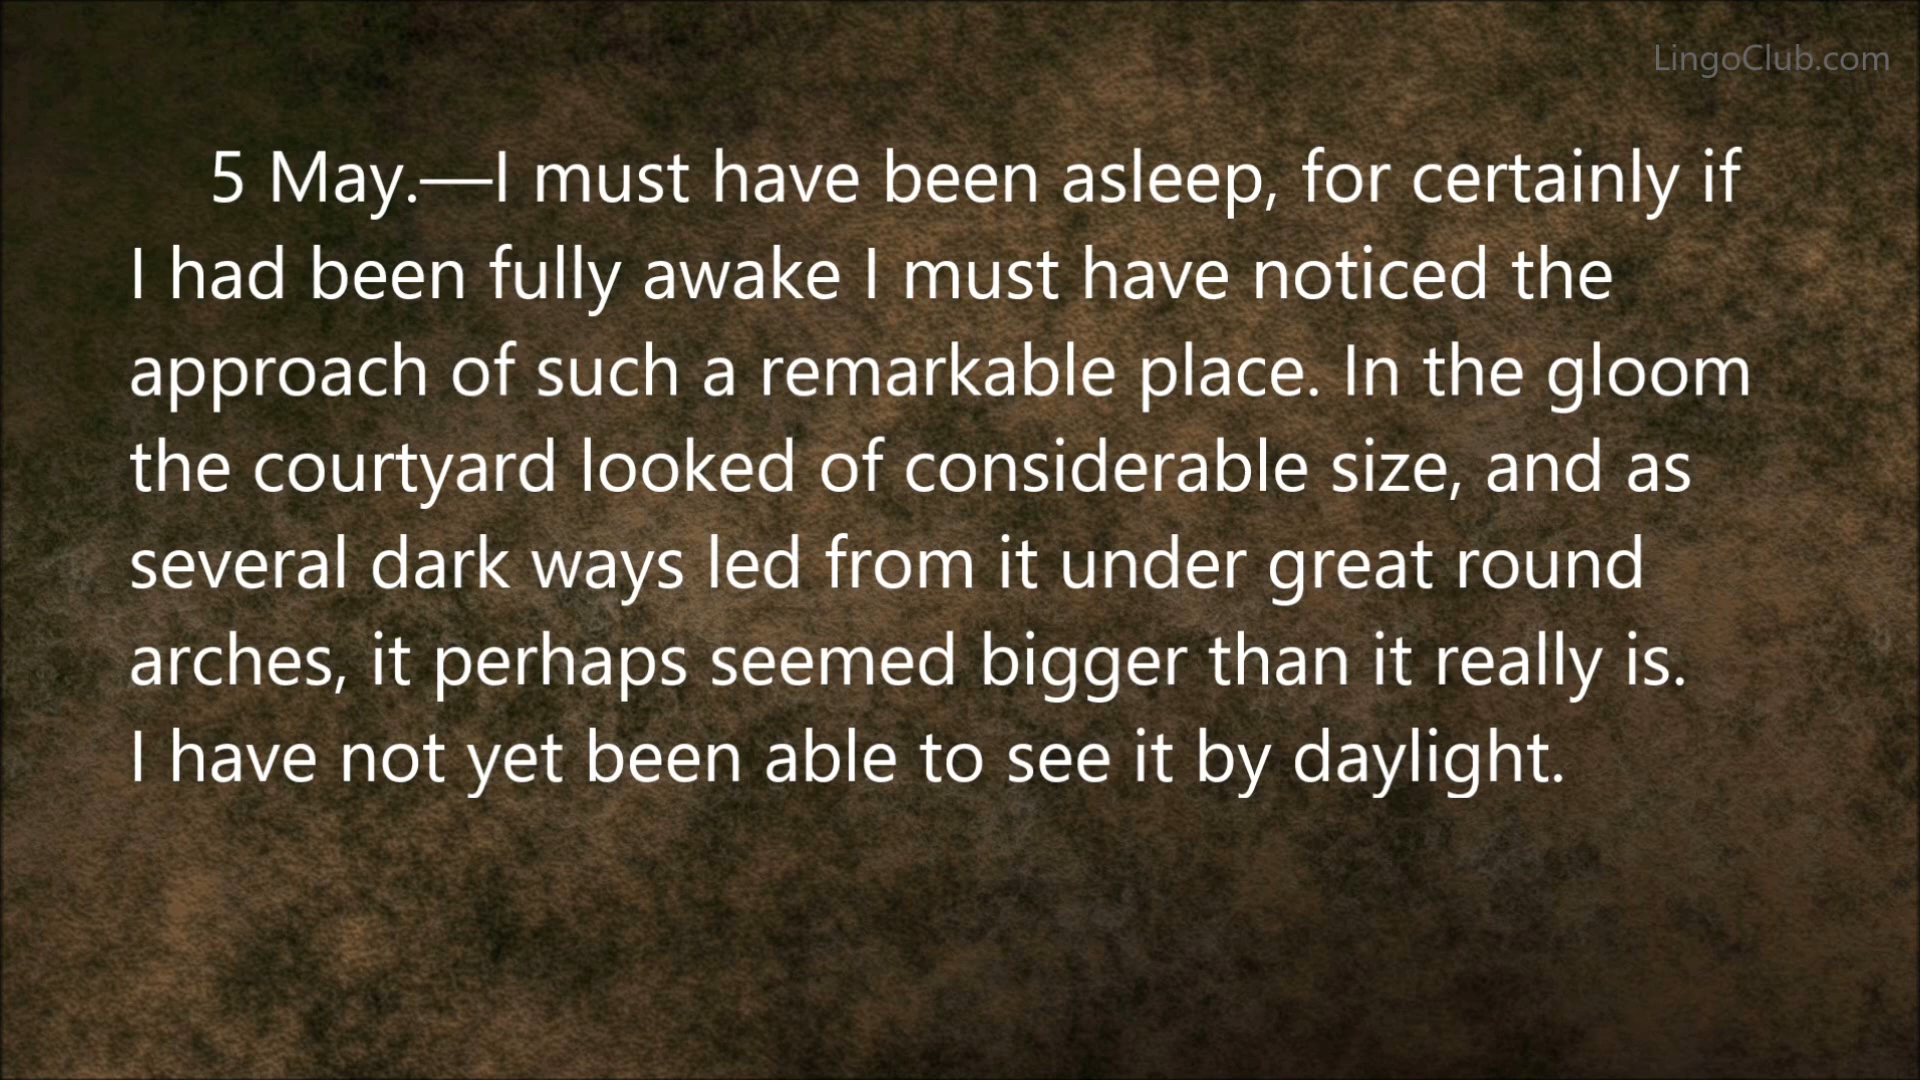 LingoClub.com
5 May.—I must have been asleep, for certainly if
I had been fully awake I must have noticed the
approach of such a remarkable place. In the gloom
the courtyard looked of considerable size, and as
several dark ways led from it under great round
arches, it perhaps seemed bigger than it really is.
I have not yet been able to see it by daylight.